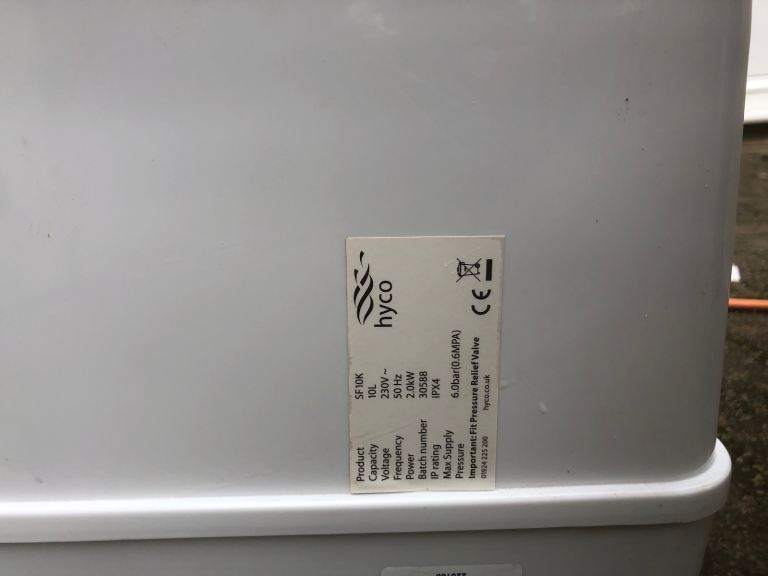 hyco
Product SF10K
Capacity 10L
Voltage 230V~
Frequency 50 Hz
Power 2.0kW
Batch number 30588
IP rating IPX4
Max Supply
Pressure 6.0bar(0.6MPA)
Important: Fit Pressure Relief Valve
01924 225 200 hyco.co.uk
CE